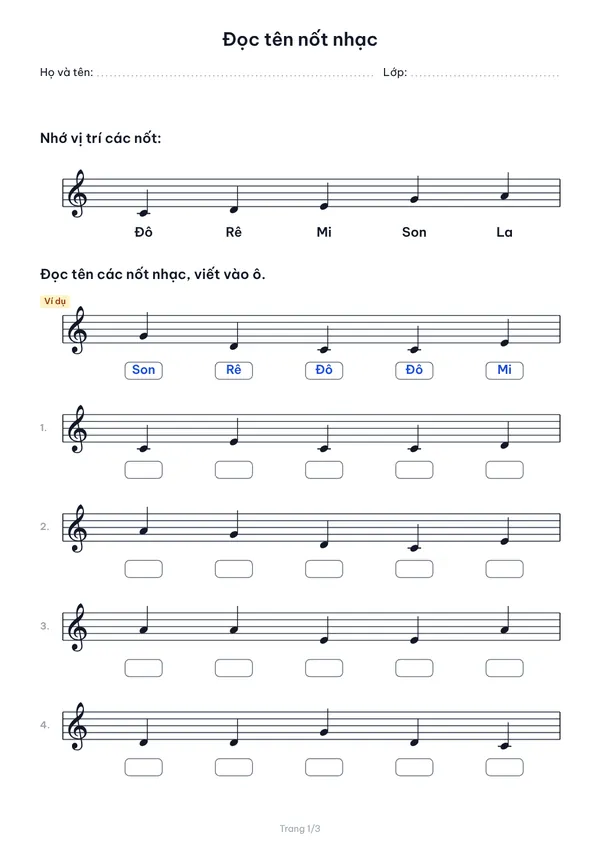 Đọc tên nốt nhạc
Họ và tên: ........................................................ Lớp: ........................
Nhớ vị trí các nốt:
Đô Rê Mi Son La
Đọc tên các nốt nhạc, viết vào ô.
Ví dụ
Son Rê Đô Đô Mi
1.
2.
3.
4.
Trang 1/3